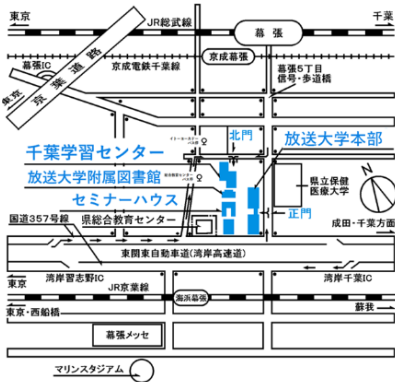 東京
JR総武線
幕張
千葉
京成幕張
幕張IC
京成電鉄千葉線
京葉道路
東京
幕張5丁目
信号・歩道橋
北門
放送大学本部
千葉学習センター
放送大学附属図書館
セミナーハウス
県立保健
医療大学
N
国道357号線
県総合教育センター
正門
成田・千葉方面
東関東自動車道(湾岸高速道)
東京
湾岸習志野IC
湾岸千葉IC
JR京葉線
海浜幕張
蘇我
東京・西船橋
幕張メッセ
マリンスタジアム